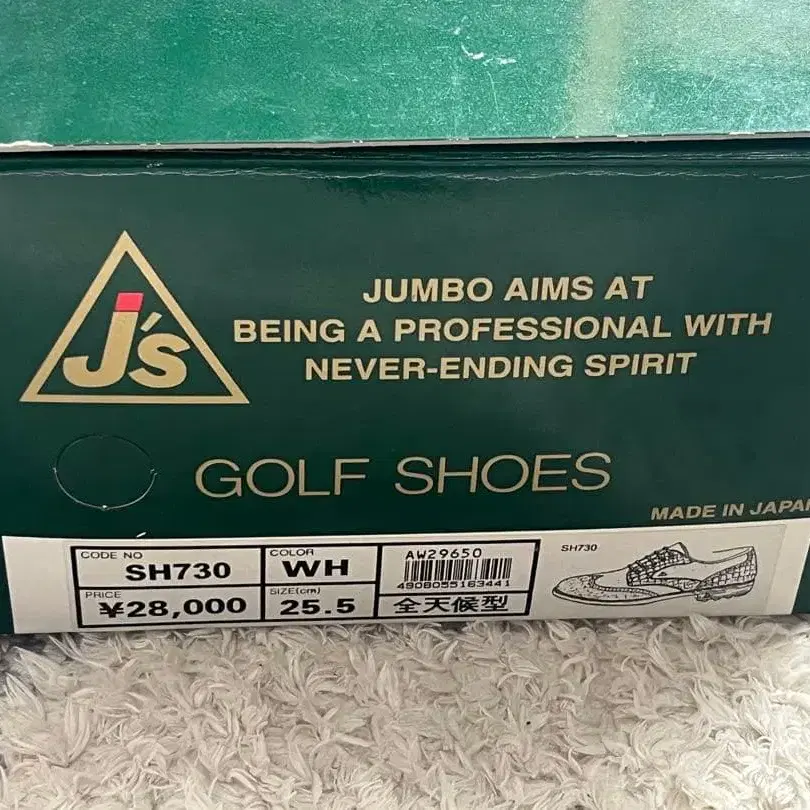 J's
JUMBO AIMS AT
BEING A PROFESSIONAL WITH
NEVER-ENDING SPIRIT
GOLF SHOES
MADE IN JAPAN
CODE NO
SH730
COLOR
WH
AW29650
4908055163441
PRICE
¥28,000
SIZE(cm)
25.5
全天候型
SH730